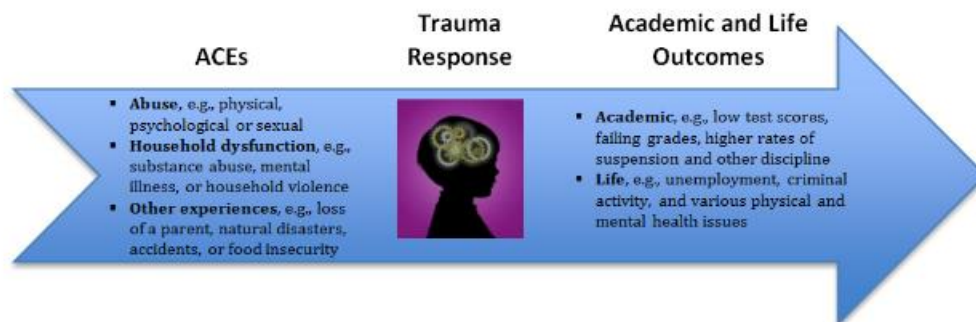 ACEs
Trauma
Response
Academic and Life
Outcomes
▪ Abuse, e.g., physical,
psychological or sexual
▪ Household dysfunction, e.g.,
substance abuse, mental
illness, or household violence
▪ Other experiences, e.g., loss
of a parent, natural disasters,
accidents, or food insecurity
▪ Academic, e.g., low test scores,
failing grades, higher rates of
suspension and other discipline
▪ Life, e.g., unemployment, criminal
activity, and various physical and
mental health issues